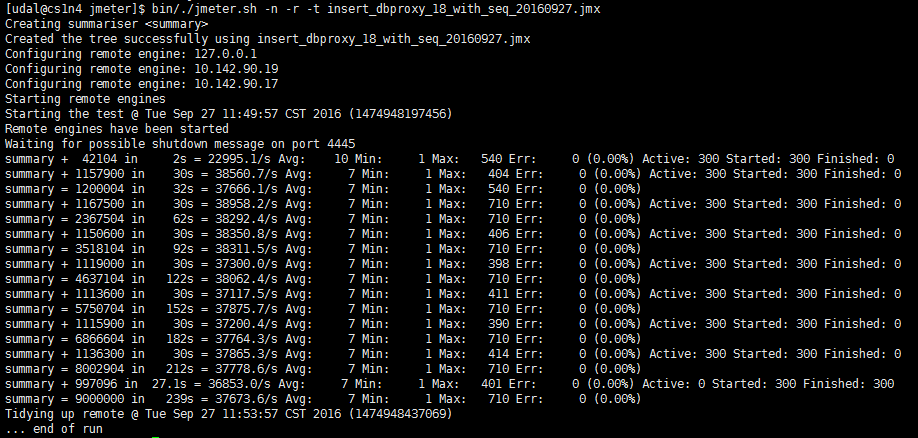 [udal@cs1n4 jmeter]$ bin/./jmeter.sh -n -r -t insert_dbproxy_18_with_seq_20160927.jmx
Creating summariser <summary>
Created the tree successfully using insert_dbproxy_18_with_seq_20160927.jmx
Configuring remote engine: 127.0.0.1
Configuring remote engine: 10.142.90.19
Configuring remote engine: 10.142.90.17
Starting remote engines
Starting the test @ Tue Sep 27 11:49:57 CST 2016 (1474948197456)
Remote engines have been started
Waiting for possible shutdown message on port 4445
summary +  42104 in     2s = 22995.1/s Avg:    10 Min:     1 Max:   540 Err:     0 (0.00%) Active: 300 Started: 300 Finished: 0
summary + 1157900 in    30s = 38560.7/s Avg:     7 Min:     1 Max:   404 Err:     0 (0.00%) Active: 300 Started: 300 Finished: 0
summary = 1200004 in    32s = 37666.1/s Avg:     7 Min:     1 Max:   540 Err:     0 (0.00%)
summary + 1167500 in    30s = 38958.2/s Avg:     7 Min:     1 Max:   710 Err:     0 (0.00%) Active: 300 Started: 300 Finished: 0
summary = 2367504 in    62s = 38292.4/s Avg:     7 Min:     1 Max:   710 Err:     0 (0.00%)
summary + 1150600 in    30s = 38350.8/s Avg:     7 Min:     1 Max:   406 Err:     0 (0.00%) Active: 300 Started: 300 Finished: 0
summary = 3518104 in    92s = 38311.5/s Avg:     7 Min:     1 Max:   710 Err:     0 (0.00%)
summary + 1119000 in    30s = 37300.0/s Avg:     7 Min:     1 Max:   398 Err:     0 (0.00%) Active: 300 Started: 300 Finished: 0
summary = 4637104 in   122s = 38062.4/s Avg:     7 Min:     1 Max:   710 Err:     0 (0.00%)
summary + 1113600 in    30s = 37117.5/s Avg:     7 Min:     1 Max:   411 Err:     0 (0.00%) Active: 300 Started: 300 Finished: 0
summary = 5750704 in   152s = 37875.7/s Avg:     7 Min:     1 Max:   710 Err:     0 (0.00%)
summary + 1115900 in    30s = 37200.4/s Avg:     7 Min:     1 Max:   390 Err:     0 (0.00%) Active: 300 Started: 300 Finished: 0
summary = 6866604 in   182s = 37764.3/s Avg:     7 Min:     1 Max:   710 Err:     0 (0.00%)
summary + 1136300 in    30s = 37865.3/s Avg:     7 Min:     1 Max:   414 Err:     0 (0.00%) Active: 300 Started: 300 Finished: 0
summary = 8002904 in   212s = 37778.6/s Avg:     7 Min:     1 Max:   710 Err:     0 (0.00%)
summary + 997096 in  27.1s = 36853.0/s Avg:     7 Min:     1 Max:   401 Err:     0 (0.00%) Active: 0 Started: 300 Finished: 300
summary = 9000000 in   239s = 37673.6/s Avg:     7 Min:     1 Max:   710 Err:     0 (0.00%)
Tidying up remote @ Tue Sep 27 11:53:57 CST 2016 (1474948437069)
... end of run